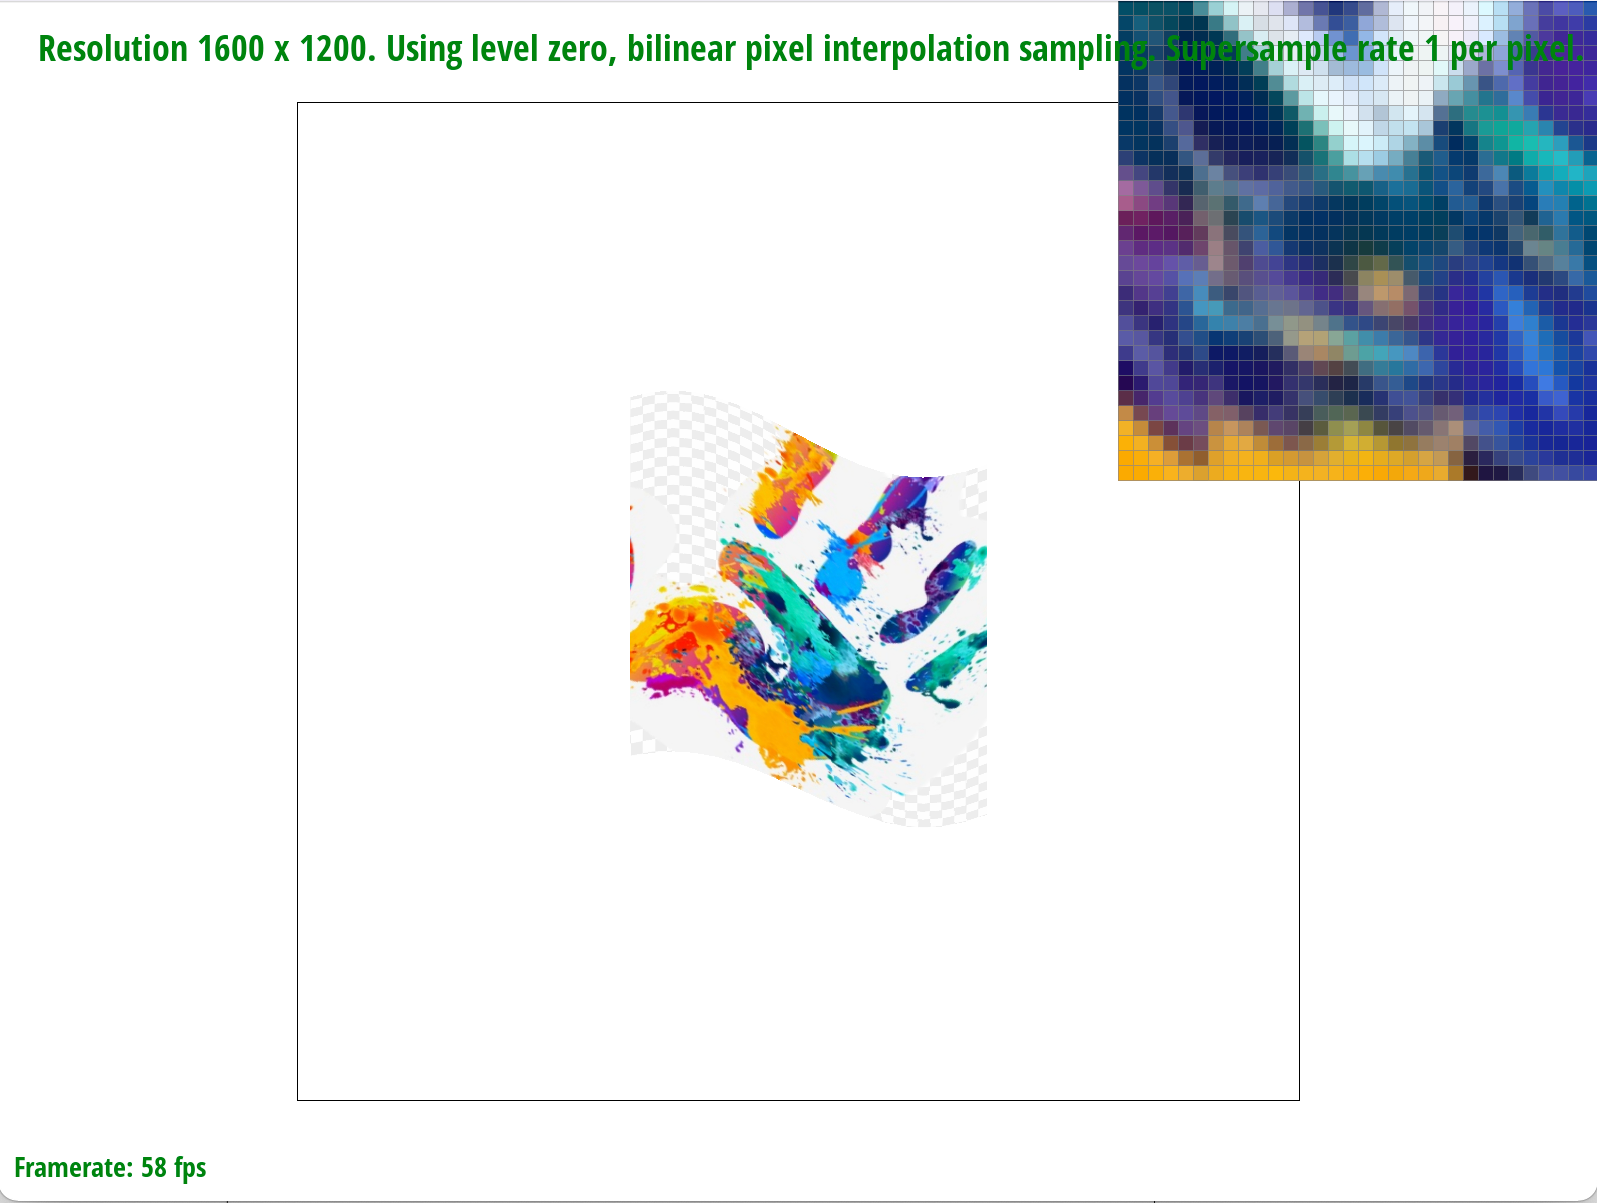 Resolution 1600 x 1200. Using level zero, bilinear pixel interpolation sampling. Supersample rate 1 per pixel.
Framerate: 58 fps